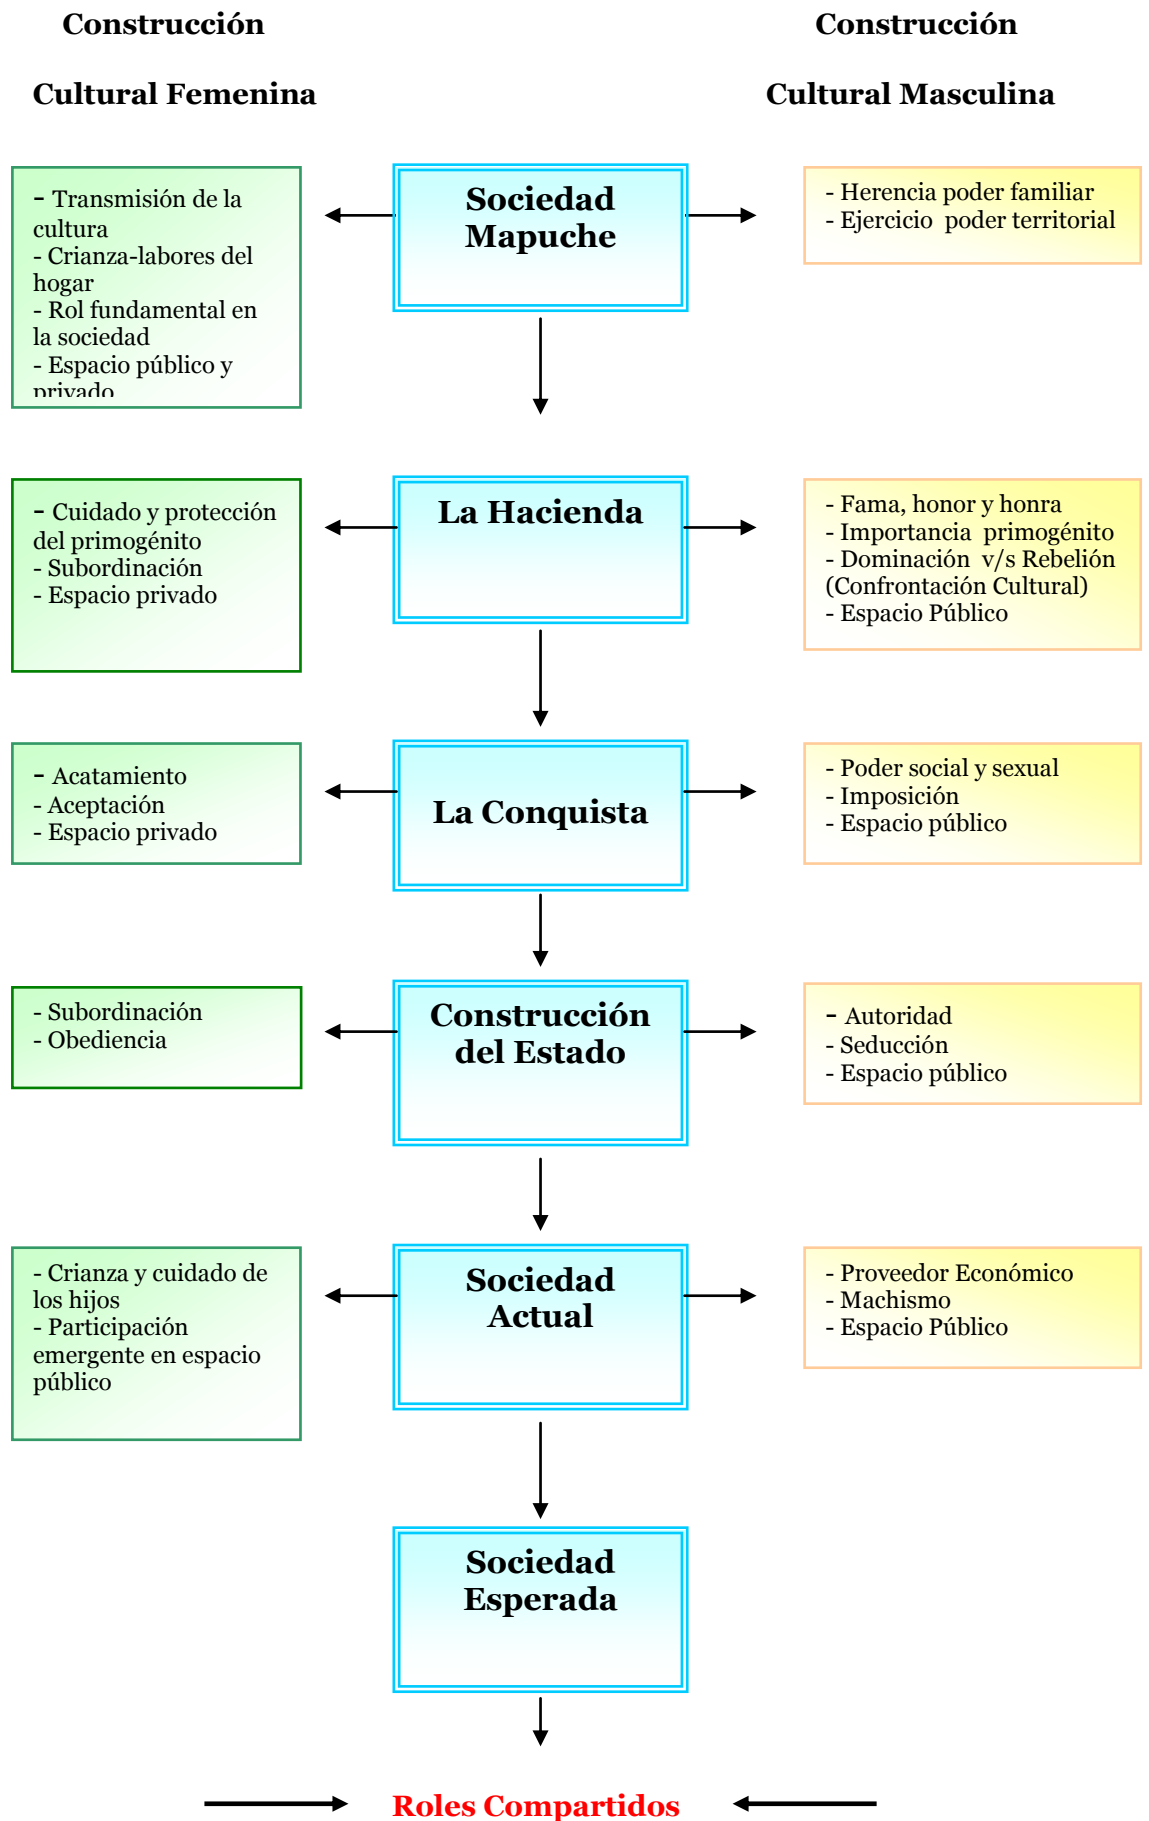 Construcción
Cultural Femenina
Construcción
Cultural Masculina
- Transmisión de la
cultura
- Crianza-labores del
hogar
- Rol fundamental en
la sociedad
- Espacio público y
privado
Sociedad
Mapuche
- Herencia poder familiar
- Ejercicio poder territorial
- Cuidado y protección
del primogénito
- Subordinación
- Espacio privado
La Hacienda
- Fama, honor y honra
- Importancia primogénito
- Dominación v/s Rebelión
(Confrontación Cultural)
- Espacio Público
- Acatamiento
- Aceptación
- Espacio privado
La Conquista
- Poder social y sexual
- Imposición
- Espacio público
- Subordinación
- Obediencia
Construcción
del Estado
- Autoridad
- Seducción
- Espacio público
- Crianza y cuidado de
los hijos
- Participación
emergente en espacio
público
Sociedad
Actual
- Proveedor Económico
- Machismo
- Espacio Público
Sociedad
Esperada
Roles Compartidos